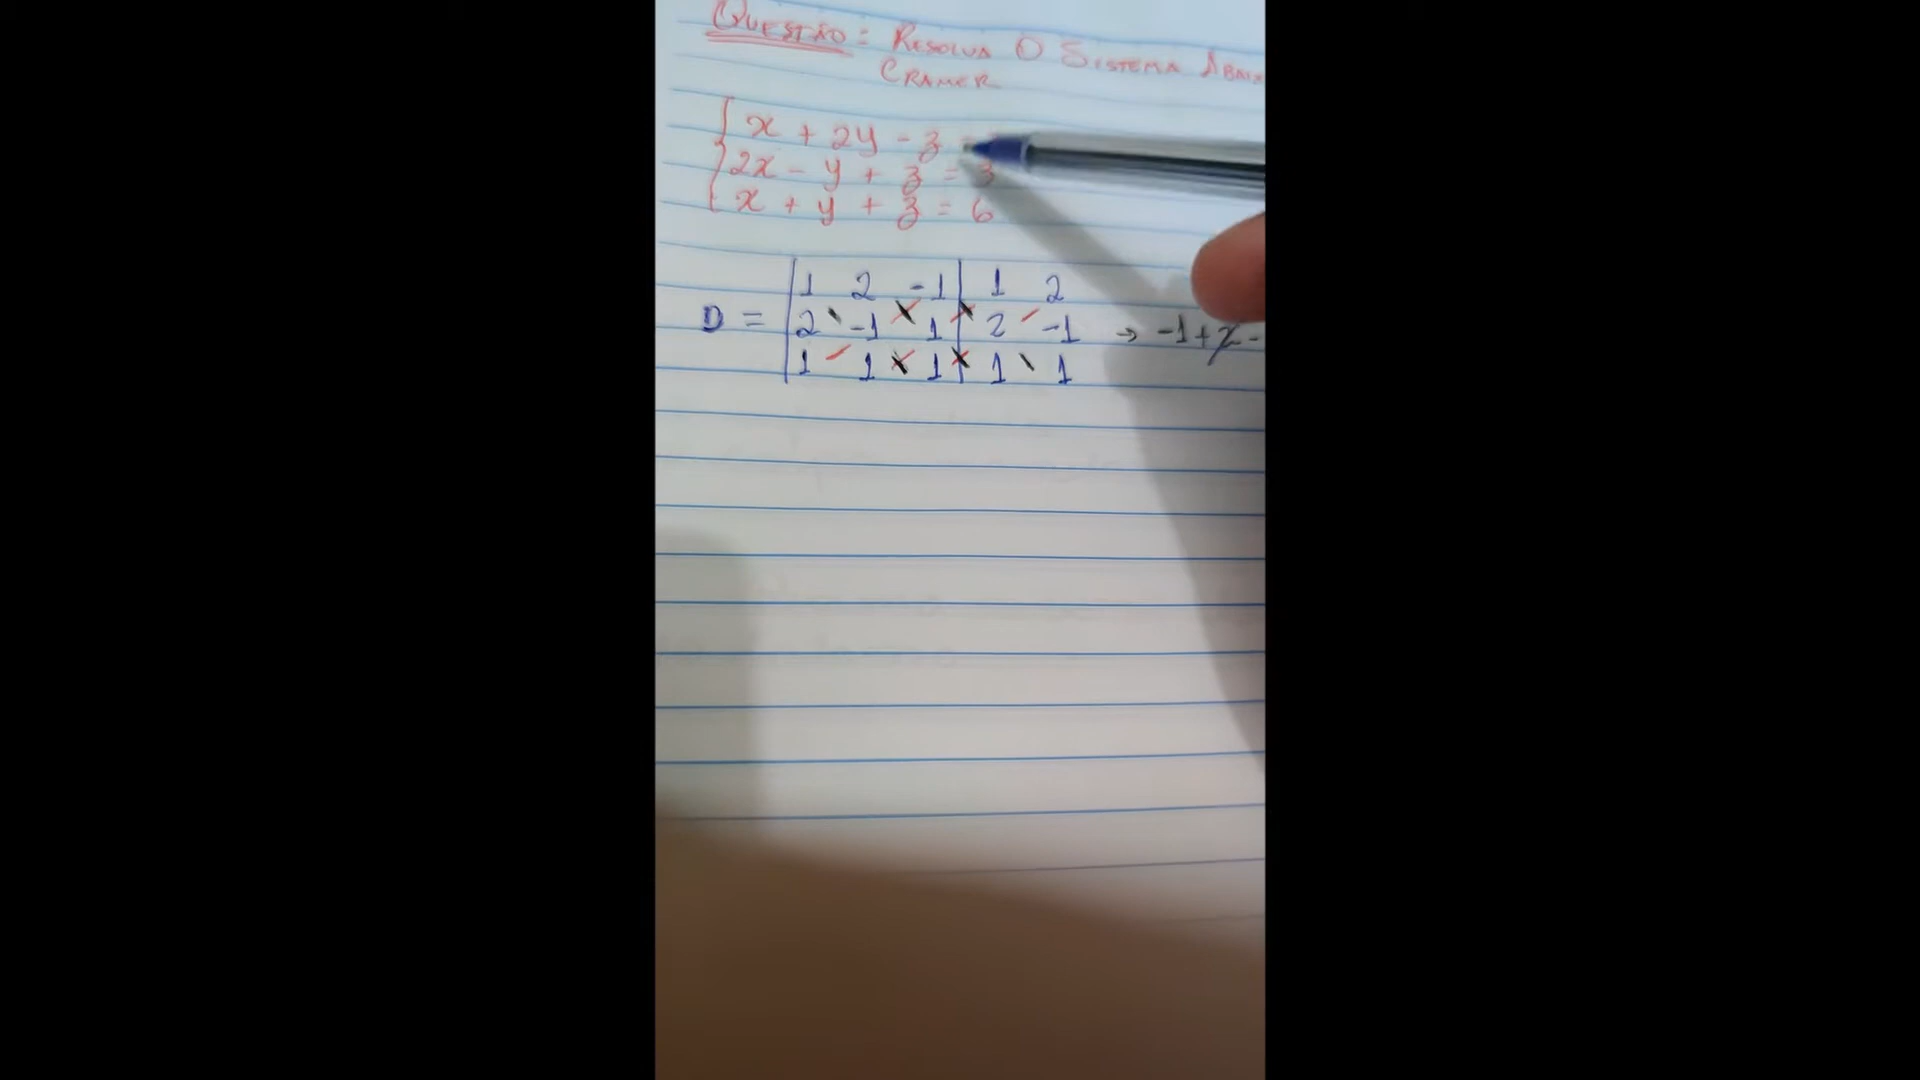 QUESTÃO: RESOLVA O SISTEMA
CRAMER
x + 2y - z =
2x - y + z = 3
x + y + z = 6
1 2 -1 1 2
D = 2 -1 1 2 -1 → -1+2-
1 1 1 1 1